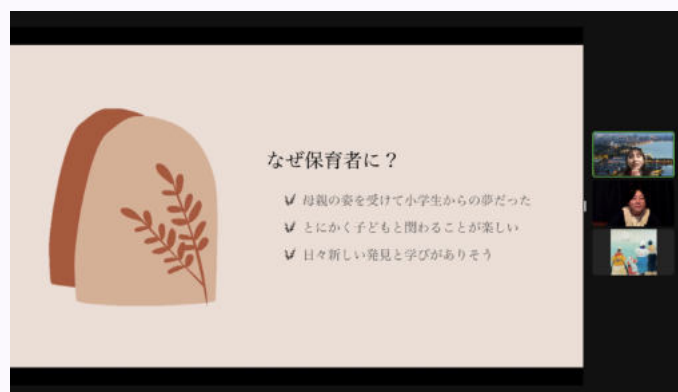 なぜ保育者に？
母親の姿を受けて小学生からの夢だった
とにかく子どもと関わることが楽しい
日々新しい発見と学びがありそう